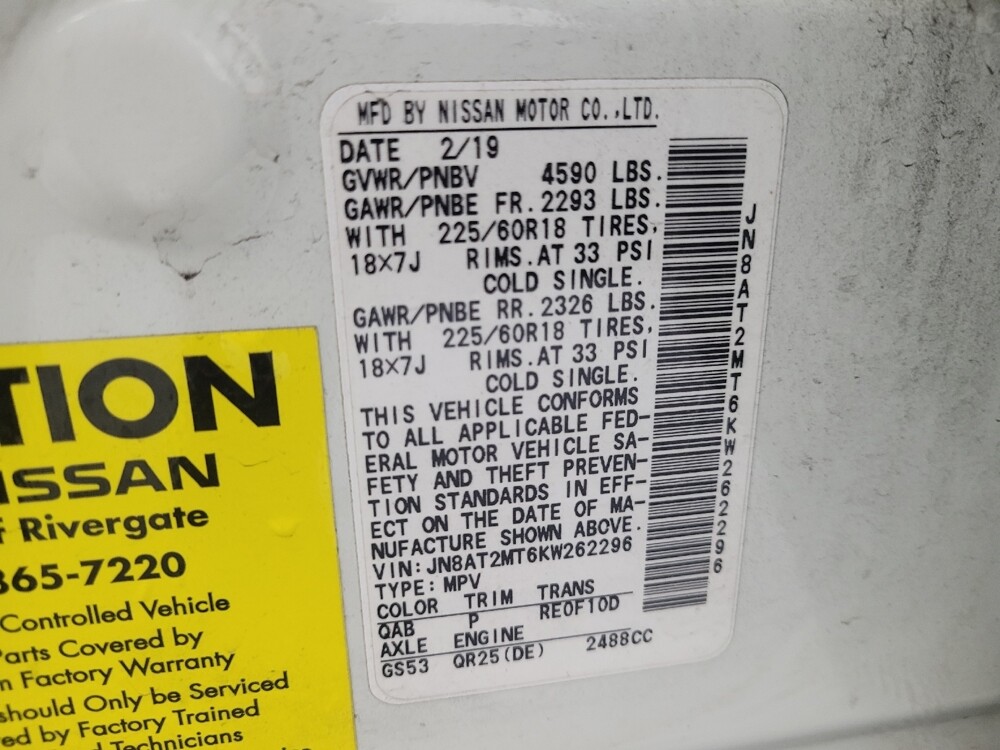 MFD BY NISSAN MOTOR CO.,LTD.
DATE 2/19
GVWR/PNBV 4590 LBS.
GAWR/PNBE FR. 2293 LBS.
WITH 225/60R18 TIRES,
18×7J RIMS.AT 33 PSI
COLD SINGLE.
GAWR/PNBE RR. 2326 LBS.
WITH 225/60R18 TIRES,
18×7J RIMS.AT 33 PSI
COLD SINGLE.
THIS VEHICLE CONFORMS
TO ALL APPLICABLE FED-
ERAL MOTOR VEHICLE SA-
FETY AND THEFT PREVEN-
TION STANDARDS IN EFF-
ECT ON THE DATE OF MA-
NUFACTURE SHOWN ABOVE.
VIN:JN8AT2MT6KW262296
TYPE:MPV
COLOR TRIM TRANS
QAB P RE0F10D
AXLE ENGINE
GS53 QR25(DE) 2488CC
JN8AT2MT6KW262296
TION
ISSAN
f Rivergate
865-7220
Controlled Vehicle
Parts Covered by
n Factory Warranty
should Only be Serviced
ed by Factory Trained
d Technicians